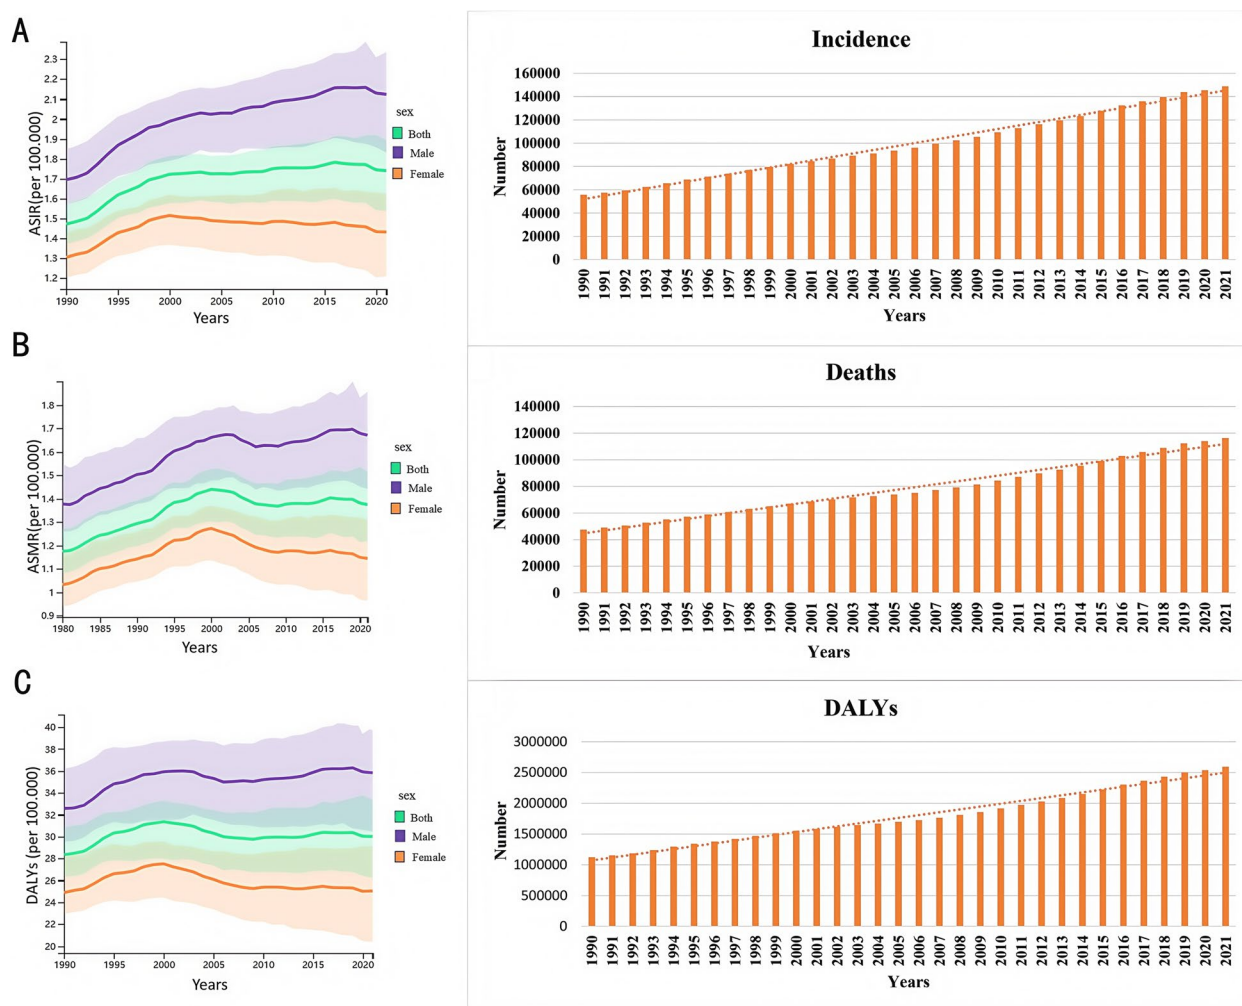 A
ASIR(per 100.000)
2.3
2.2
2.1
2
1.9
1.8
1.7
1.6
1.5
1.4
1.3
1.2
1990 1995 2000 2005 2010 2015 2020
Years
sex
Both
Male
Female
Incidence
Number
160000
140000
120000
100000
80000
60000
40000
20000
0
1990 1991 1992 1993 1994 1995 1996 1997 1998 1999 2000 2001 2002 2003 2004 2005 2006 2007 2008 2009 2010 2011 2012 2013 2014 2015 2016 2017 2018 2019 2020 2021
Years
B
ASMR(per 100.000)
1.8
1.7
1.6
1.5
1.4
1.3
1.2
1.1
1
0.9
1980 1985 1990 1995 2000 2005 2010 2015 2020
Years
sex
Both
Male
Female
Deaths
Number
140000
120000
100000
80000
60000
40000
20000
0
1990 1991 1992 1993 1994 1995 1996 1997 1998 1999 2000 2001 2002 2003 2004 2005 2006 2007 2008 2009 2010 2011 2012 2013 2014 2015 2016 2017 2018 2019 2020 2021
Years
C
DALYs (per 100.000)
40
38
36
34
32
30
28
26
24
22
20
1990 1995 2000 2005 2010 2015 2020
Years
sex
Both
Male
Female
DALYs
Number
3000000
2500000
2000000
1500000
1000000
500000
0
1990 1991 1992 1993 1994 1995 1996 1997 1998 1999 2000 2001 2002 2003 2004 2005 2006 2007 2008 2009 2010 2011 2012 2013 2014 2015 2016 2017 2018 2019 2020 2021
Years